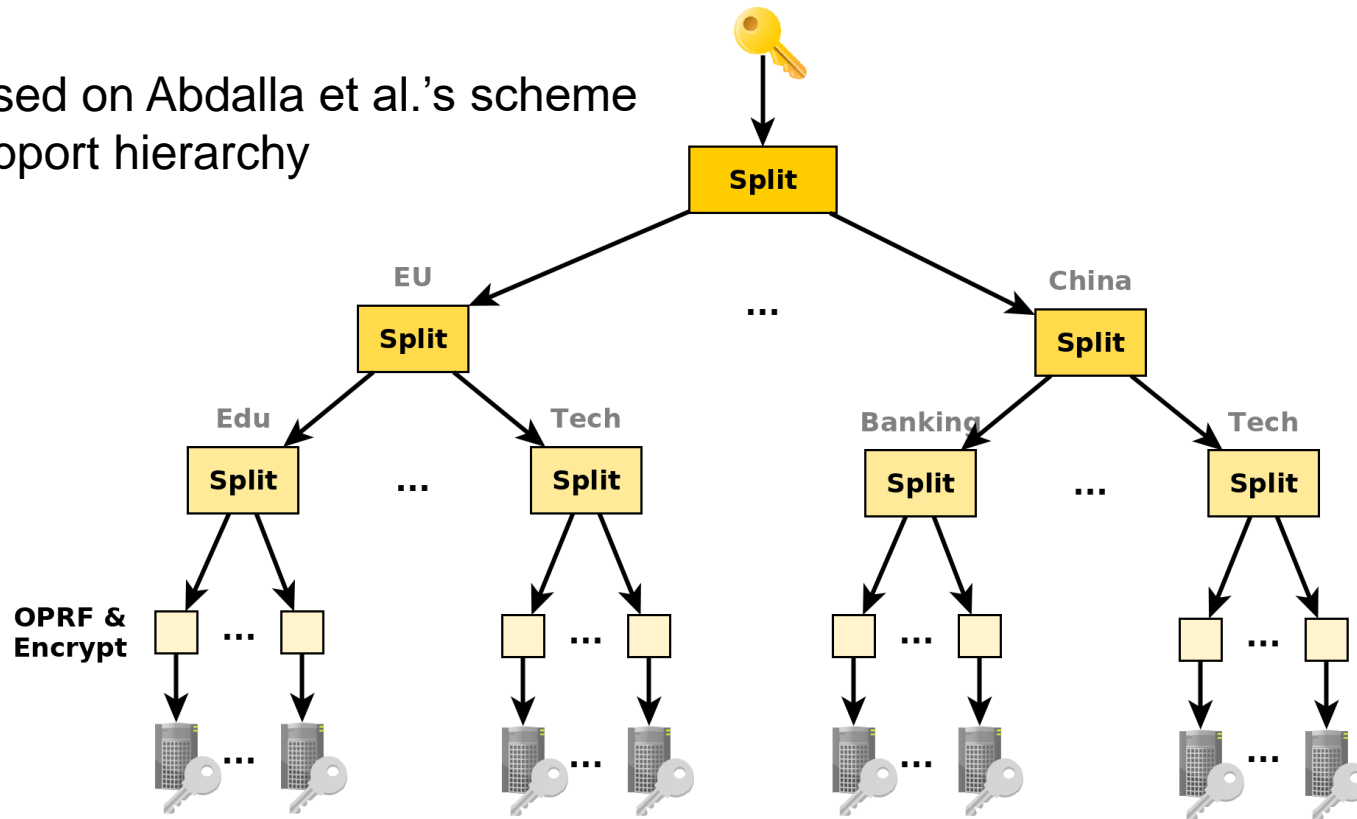 sed on Abdalla et al.’s scheme
pport hierarchy
Split
EU
...
China
Split
Split
Edu
Tech
Banking
Tech
Split
...
Split
Split
...
Split
OPRF &
Encrypt
...
...
...
...
...
...
...
...